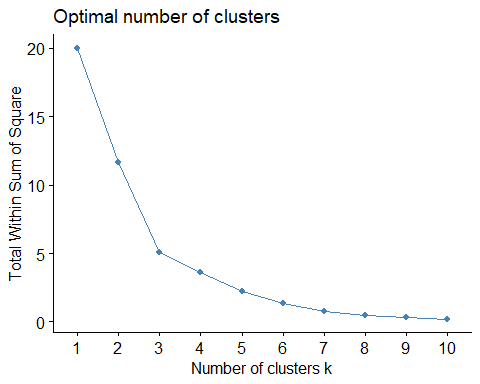 Optimal number of clusters
Total Within Sum of Square
20
15
10
5
0
1 2 3 4 5 6 7 8 9 10
Number of clusters k